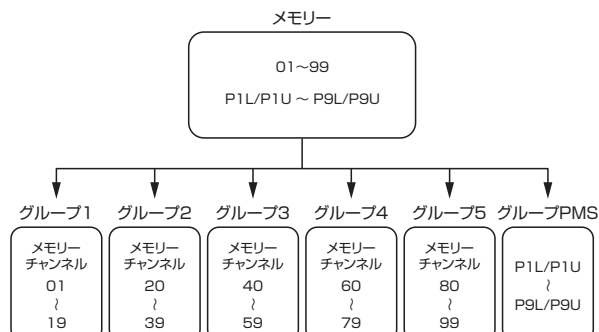 メモリー
01～99
P1L/P1U ～ P9L/P9U
グループ1
メモリー
チャンネル
01
～
19
グループ2
メモリー
チャンネル
20
～
39
グループ3
メモリー
チャンネル
40
～
59
グループ4
メモリー
チャンネル
60
～
79
グループ5
メモリー
チャンネル
80
～
99
グループPMS
P1L/P1U
～
P9L/P9U